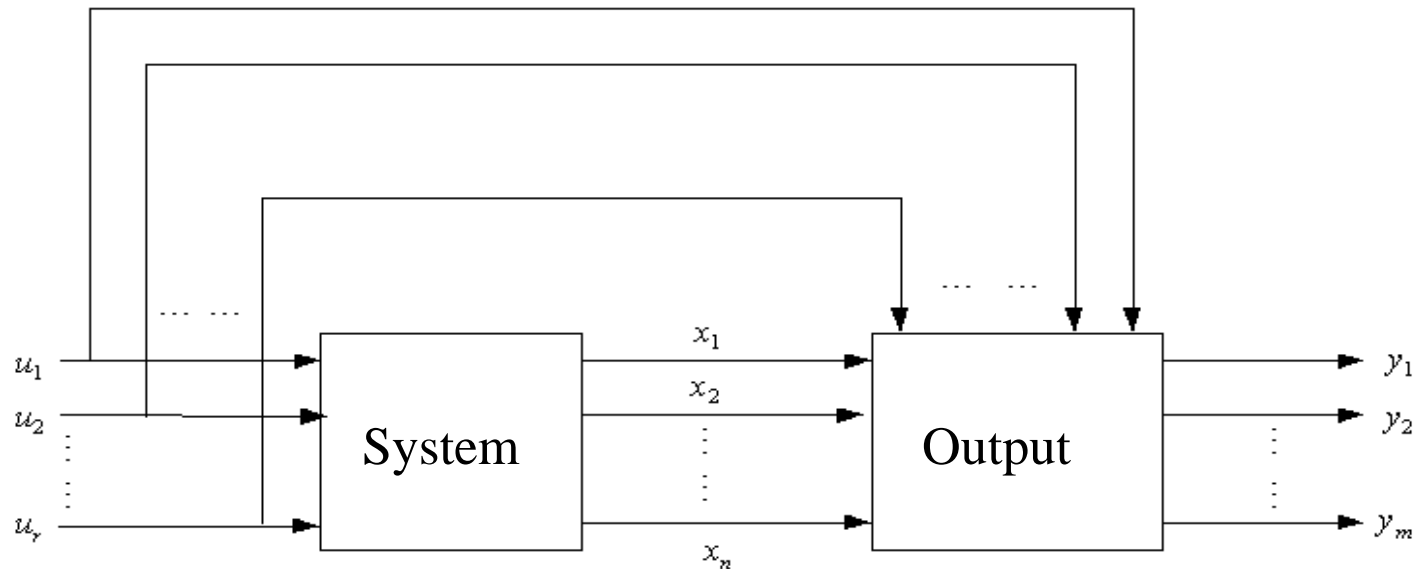 ... ...
... ...
x₁
u₁
y₁
x₂
u₂
y₂
System
Output
uᵣ
yₘ
xₙ